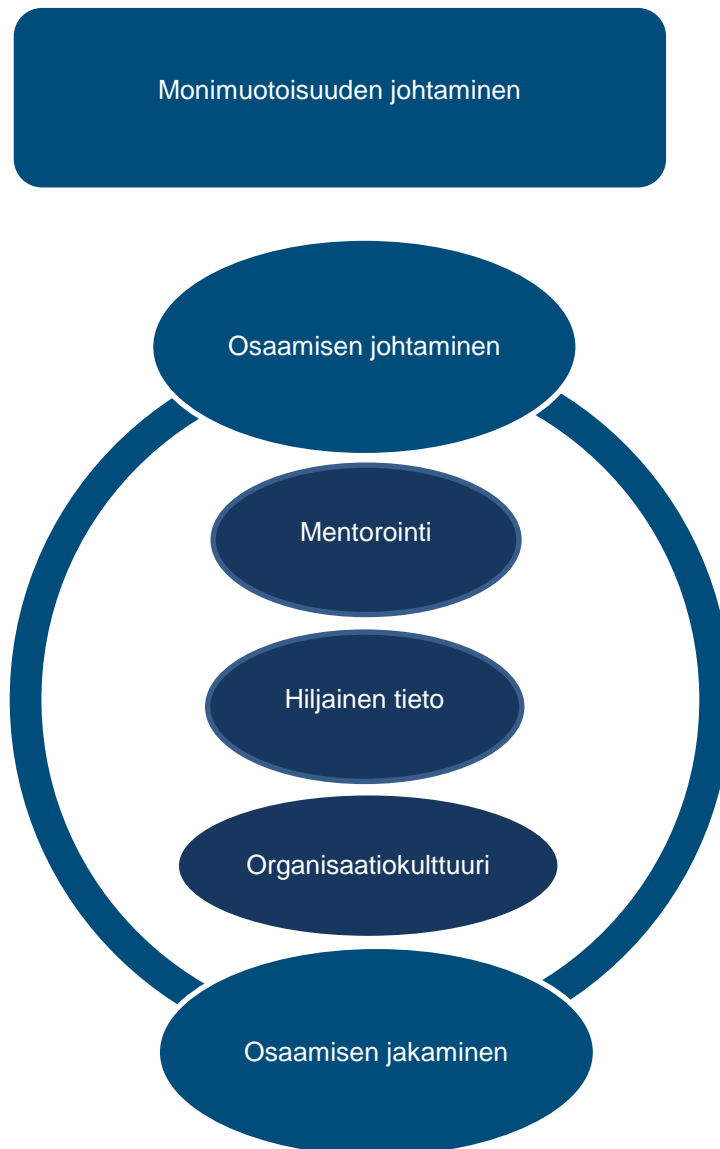 Monimuotoisuuden johtaminen
Osaamisen johtaminen
Mentorointi
Hiljainen tieto
Organisaatiokulttuuri
Osaamisen jakaminen